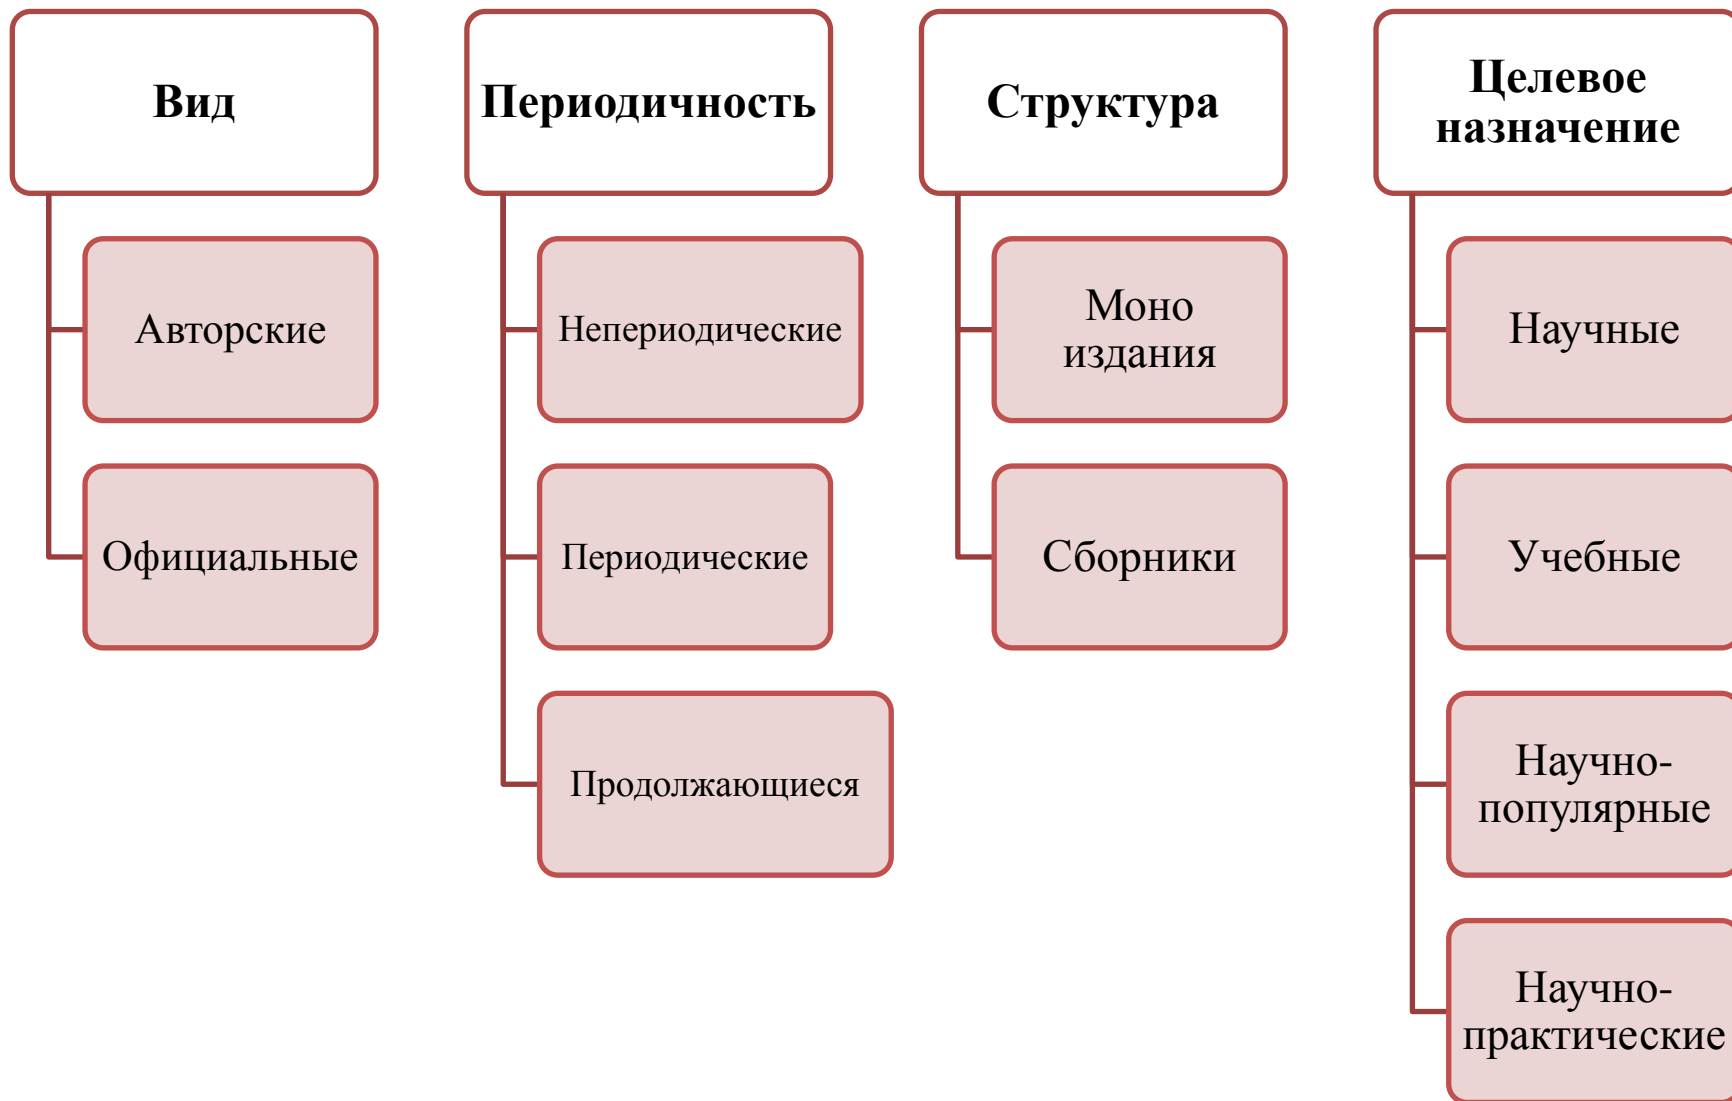 Вид
Авторские
Официальные
Периодичность
Непериодические
Периодические
Продолжающиеся
Структура
Моно
издания
Сборники
Целевое
назначение
Научные
Учебные
Научно-
популярные
Научно-
практические